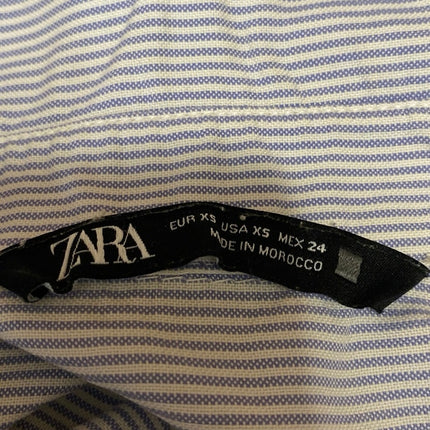 ZARA
EUR XS USA XS MEX 24
MADE IN MOROCCO